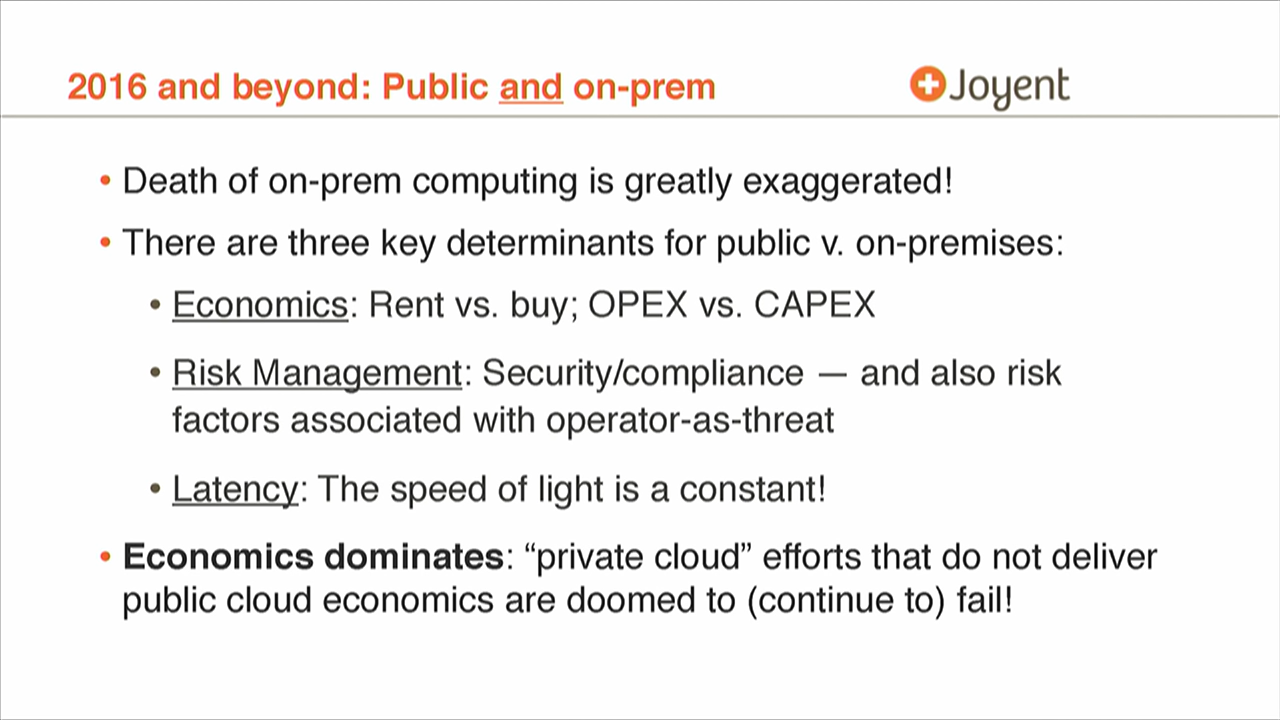 2016 and beyond: Public and on-prem
Joyent
• Death of on-prem computing is greatly exaggerated!
• There are three key determinants for public v. on-premises:
• Economics: Rent vs. buy; OPEX vs. CAPEX
• Risk Management: Security/compliance — and also risk
factors associated with operator-as-threat
• Latency: The speed of light is a constant!
• Economics dominates: “private cloud” efforts that do not deliver
public cloud economics are doomed to (continue to) fail!